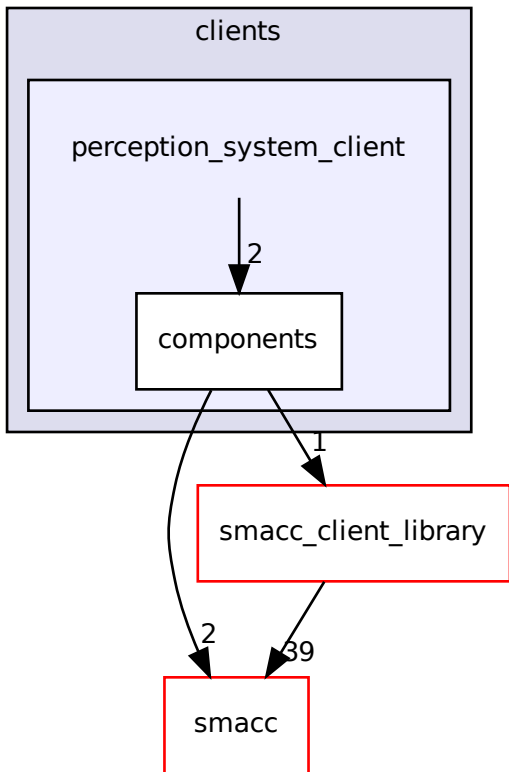 clients
perception_system_client
2
components
1
smacc_client_library
2
39
smacc